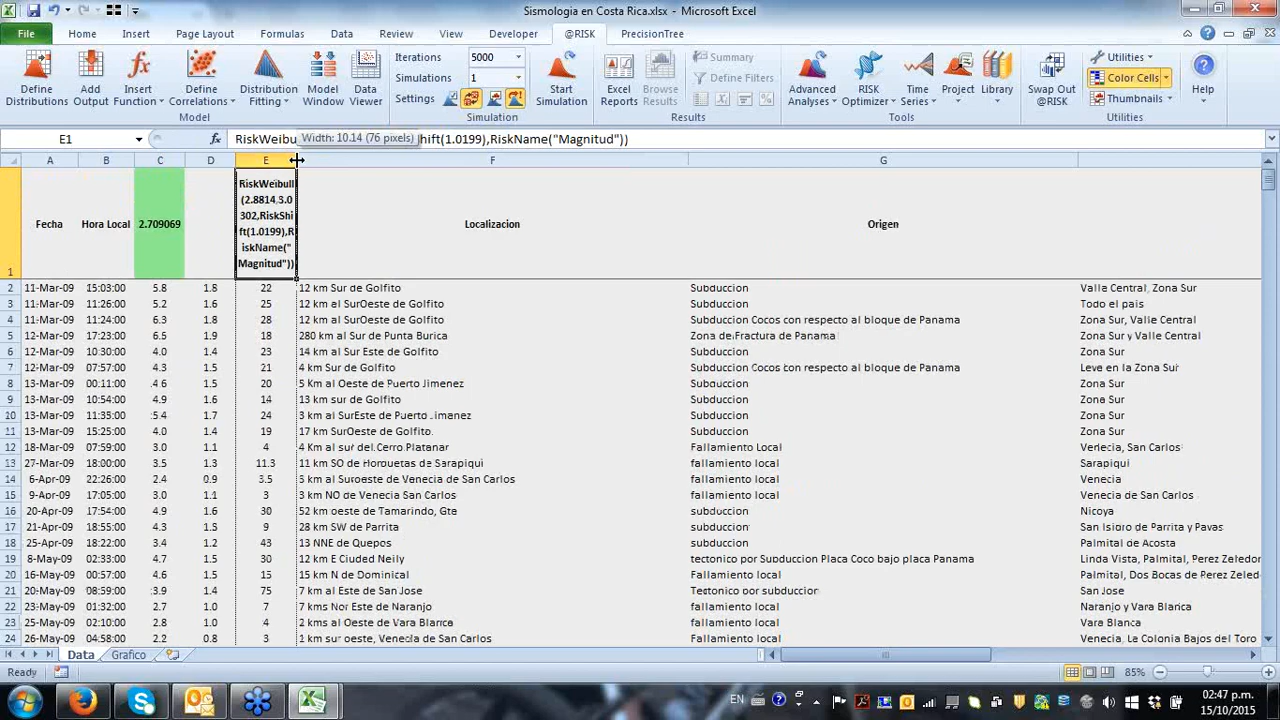 Sismologia en Costa Rica.xlsx - Microsoft Excel
File Home Insert Page Layout Formulas Data Review View Developer @RISK PrecisionTree
Define Distributions
Add Output
Insert Function
Define Correlations
Distribution Fitting
Model Window
Data Viewer
Model
Iterations 5000
Simulations 1
Settings
Start Simulation
Simulation
Excel Reports
Browse Results
Summary
Define Filters
Results
Advanced Analyses
RISK Optimizer
Time Series
Project
Library
Tools
Swap Out @RISK
Utilities
Color Cells
Thumbnails
Utilities
Help
E1 fx RiskWeibu Shift(1.0199),RiskName("Magnitud"))
Width: 10.14 (76 pixels)
A B C D E F G
1 Fecha Hora Local 2.709069 RiskWeibull(2.8814,3.0302,RiskShift(1.0199),RiskName("Magnitud")) Localizacion Origen
2 11-Mar-09 15:03:00 5.8 1.8 22 12 km Sur de Golfito Subduccion Valle Central, Zona Sur
3 11-Mar-09 11:26:00 5.2 1.6 25 12 km al SurOeste de Golfito Subduccion Todo el pais
4 11-Mar-09 11:24:00 6.3 1.8 28 12 km al SurOeste de Golfito Subduccion Cocos con respecto al bloque de Panama Zona Sur, Valle Central
5 12-Mar-09 17:23:00 6.5 1.9 18 280 km al Sur de Punta Burica Zona de Fractura de Panama Zona Sur y Valle Central
6 12-Mar-09 10:30:00 4.0 1.4 23 14 km al Sur Este de Golfito Subduccion Zona Sur
7 12-Mar-09 07:57:00 4.3 1.5 21 4 km Sur de Golfito Subduccion Cocos con respecto al bloque de Panama Leve en la Zona Sur
8 13-Mar-09 00:11:00 4.6 1.5 20 5 Km al Oeste de Puerto Jimenez Subduccion Zona Sur
9 13-Mar-09 10:54:00 4.9 1.6 14 13 km sur de Golfito Subduccion Zona Sur
10 13-Mar-09 11:35:00 5.4 1.7 24 3 km al SurEste de Puerto Jimanez Subduccion Zona Sur
11 13-Mar-09 15:25:00 4.0 1.4 19 17 km SurOeste de Golfito. Subduccion Zona Sur
12 18-Mar-09 07:59:00 3.0 1.1 4 4 Km al sur del Cerro Platanar Fallamiento Local Venecia, San Carlos
13 27-Mar-09 18:00:00 3.5 1.3 11.3 11 km SO de Horquetas de Sarapiqui fallamiento local Sarapiqui
14 6-Apr-09 22:26:00 2.4 0.9 3.5 3 km al Suroeste de Venecia de San Carlos fallamiento local Venecia
15 9-Apr-09 17:05:00 3.0 1.1 3 3 km NO de Venecia San Carlos fallamiento local Venecia de San Carlos
16 20-Apr-09 17:54:00 4.9 1.6 30 52 km oeste de Tamarindo, Gte subduccion Nicoya
17 21-Apr-09 18:55:00 4.3 1.5 9 28 km SW de Parrita subduccion San Isidro de Parrita y Pavas
18 25-Apr-09 18:22:00 3.4 1.2 43 13 NNE de Quepos subduccion Palmital de Acosta
19 8-May-09 02:33:00 4.7 1.5 30 12 km E Ciudad Neily tectonico por Subduccion Placa Coco bajo placa Panama Linda Vista, Palmital, Perez Zeledor
20 16-May-09 00:57:00 4.6 1.5 15 15 km N de Dominical Fallamiento local Palmital, Dos Bocas de Perez Zeled
21 20-May-09 08:59:00 3.9 1.4 75 7 km al Este de San Jose Tectonico por subduccion San Jose
22 23-May-09 01:32:00 2.7 1.0 7 7 kms Nor Este de Naranjo fallamiento local Naranjo y Vara Blanca
23 25-May-09 02:10:00 2.8 1.0 4 2 kms al Oeste de Vara Blanca fallamiento local Vara Blanca
24 26-May-09 04:58:00 2.2 0.8 3 1 km sur oeste, Venecia de San Carlos Fallamiento local Venecia, La Colonia Bajos del Toro
Data Grafico
Ready 85%
EN 02:47 p.m.
15/10/2015